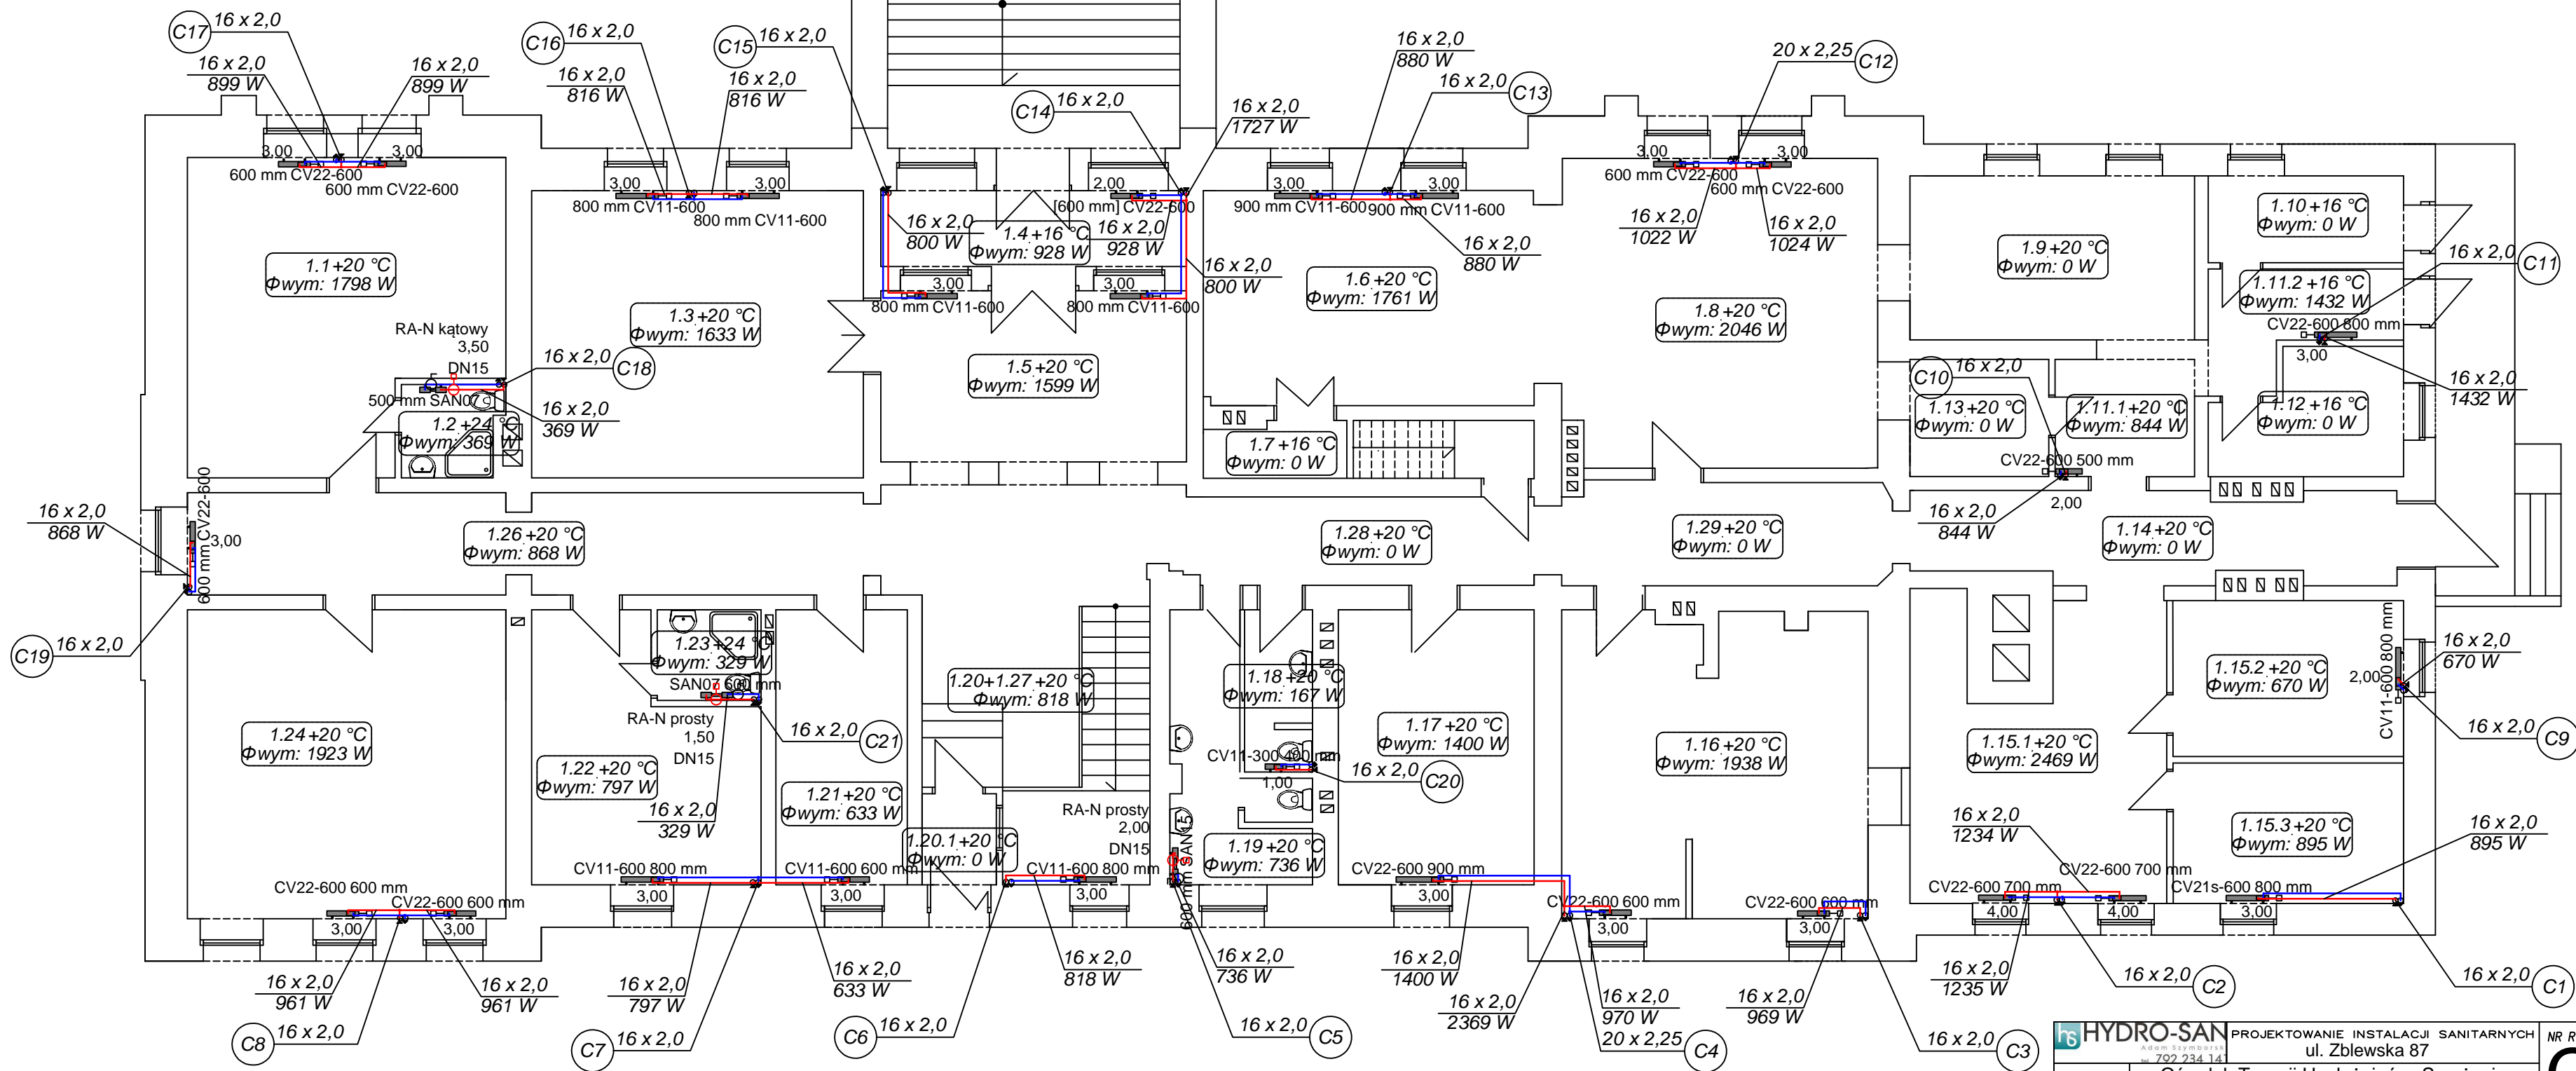 C17
16 x 2,0
16 x 2,0
899 W
16 x 2,0
899 W
3,00
3,00
600 mm CV22-600
600 mm CV22-600
C16
16 x 2,0
16 x 2,0
816 W
16 x 2,0
816 W
3,00
3,00
800 mm CV11-600
800 mm CV11-600
C15
16 x 2,0
C14
16 x 2,0
16 x 2,0
1727 W
2,00
[600 mm] CV22-600
16 x 2,0
800 W
1.4 +16 °C
Φwym: 928 W
16 x 2,0
928 W
16 x 2,0
800 W
3,00
3,00
800 mm CV11-600
800 mm CV11-600
16 x 2,0
880 W
16 x 2,0
C13
3,00
3,00
900 mm CV11-600
900 mm CV11-600
16 x 2,0
880 W
20 x 2,25
C12
3,00
3,00
600 mm CV22-600
600 mm CV22-600
16 x 2,0
1022 W
16 x 2,0
1024 W
1.1+20 °C
Φwym: 1798 W
1.3 +20 °C
Φwym: 1633 W
1.5 +20 °C
Φwym: 1599 W
1.6 +20 °C
Φwym: 1761 W
1.8 +20 °C
Φwym: 2046 W
1.9 +20 °C
Φwym: 0 W
1.10 +16 °C
Φwym: 0 W
16 x 2,0
C11
1.11.2 +16 °C
Φwym: 1432 W
CV22-600 800 mm
3,00
16 x 2,0
1432 W
RA-N kątowy
3,50
DN15
16 x 2,0
C18
500 mm SAN07
16 x 2,0
369 W
1.2 +24 °C
Φwym: 369 W
1.7 +16 °C
Φwym: 0 W
C10
16 x 2,0
1.13 +20 °C
Φwym: 0 W
1.11.1 +20 °C
Φwym: 844 W
1.12 +16 °C
Φwym: 0 W
CV22-600 500 mm
2,00
16 x 2,0
844 W
16 x 2,0
868 W
600 mm CV22-600
3,00
1.26 +20 °C
Φwym: 868 W
1.28 +20 °C
Φwym: 0 W
1.29 +20 °C
Φwym: 0 W
1.14 +20 °C
Φwym: 0 W
C19
16 x 2,0
1.23 +24 °C
Φwym: 329 W
SAN07 600 mm
RA-N prosty
1,50
DN15
16 x 2,0
C21
1.20+1.27 +20 °C
Φwym: 818 W
1.18 +20 °C
Φwym: 167 W
CV11-300 400 mm
1,00
16 x 2,0
C20
1.17 +20 °C
Φwym: 1400 W
1.16 +20 °C
Φwym: 1938 W
1.15.1 +20 °C
Φwym: 2469 W
1.15.2 +20 °C
Φwym: 670 W
2,00
CV11-600 800 mm
16 x 2,0
670 W
16 x 2,0
C9
1.24 +20 °C
Φwym: 1923 W
1.22 +20 °C
Φwym: 797 W
16 x 2,0
329 W
1.21 +20 °C
Φwym: 633 W
1.20.1 +20 °C
Φwym: 0 W
RA-N prosty
2,00
DN15
600 mm SAN15
1.19 +20 °C
Φwym: 736 W
16 x 2,0
1234 W
1.15.3 +20 °C
Φwym: 895 W
16 x 2,0
895 W
CV22-600 600 mm
CV22-600 600 mm
3,00
3,00
CV11-600 800 mm
3,00
CV11-600 600 mm
3,00
CV11-600 800 mm
3,00
CV22-600 900 mm
3,00
CV22-600 600 mm
3,00
CV22-600 600 mm
3,00
CV22-600 700 mm
4,00
CV22-600 700 mm
4,00
CV21s-600 800 mm
3,00
16 x 2,0
961 W
16 x 2,0
961 W
C8
16 x 2,0
16 x 2,0
797 W
C7
16 x 2,0
16 x 2,0
633 W
C6
16 x 2,0
16 x 2,0
818 W
16 x 2,0
736 W
16 x 2,0
C5
16 x 2,0
1400 W
16 x 2,0
2369 W
16 x 2,0
970 W
20 x 2,25
C4
16 x 2,0
969 W
16 x 2,0
C3
16 x 2,0
1235 W
16 x 2,0
C2
16 x 2,0
C1
HYDRO-SAN
PROJEKTOWANIE INSTALACJI SANITARNYCH
ul. Zblewska 87
NR R